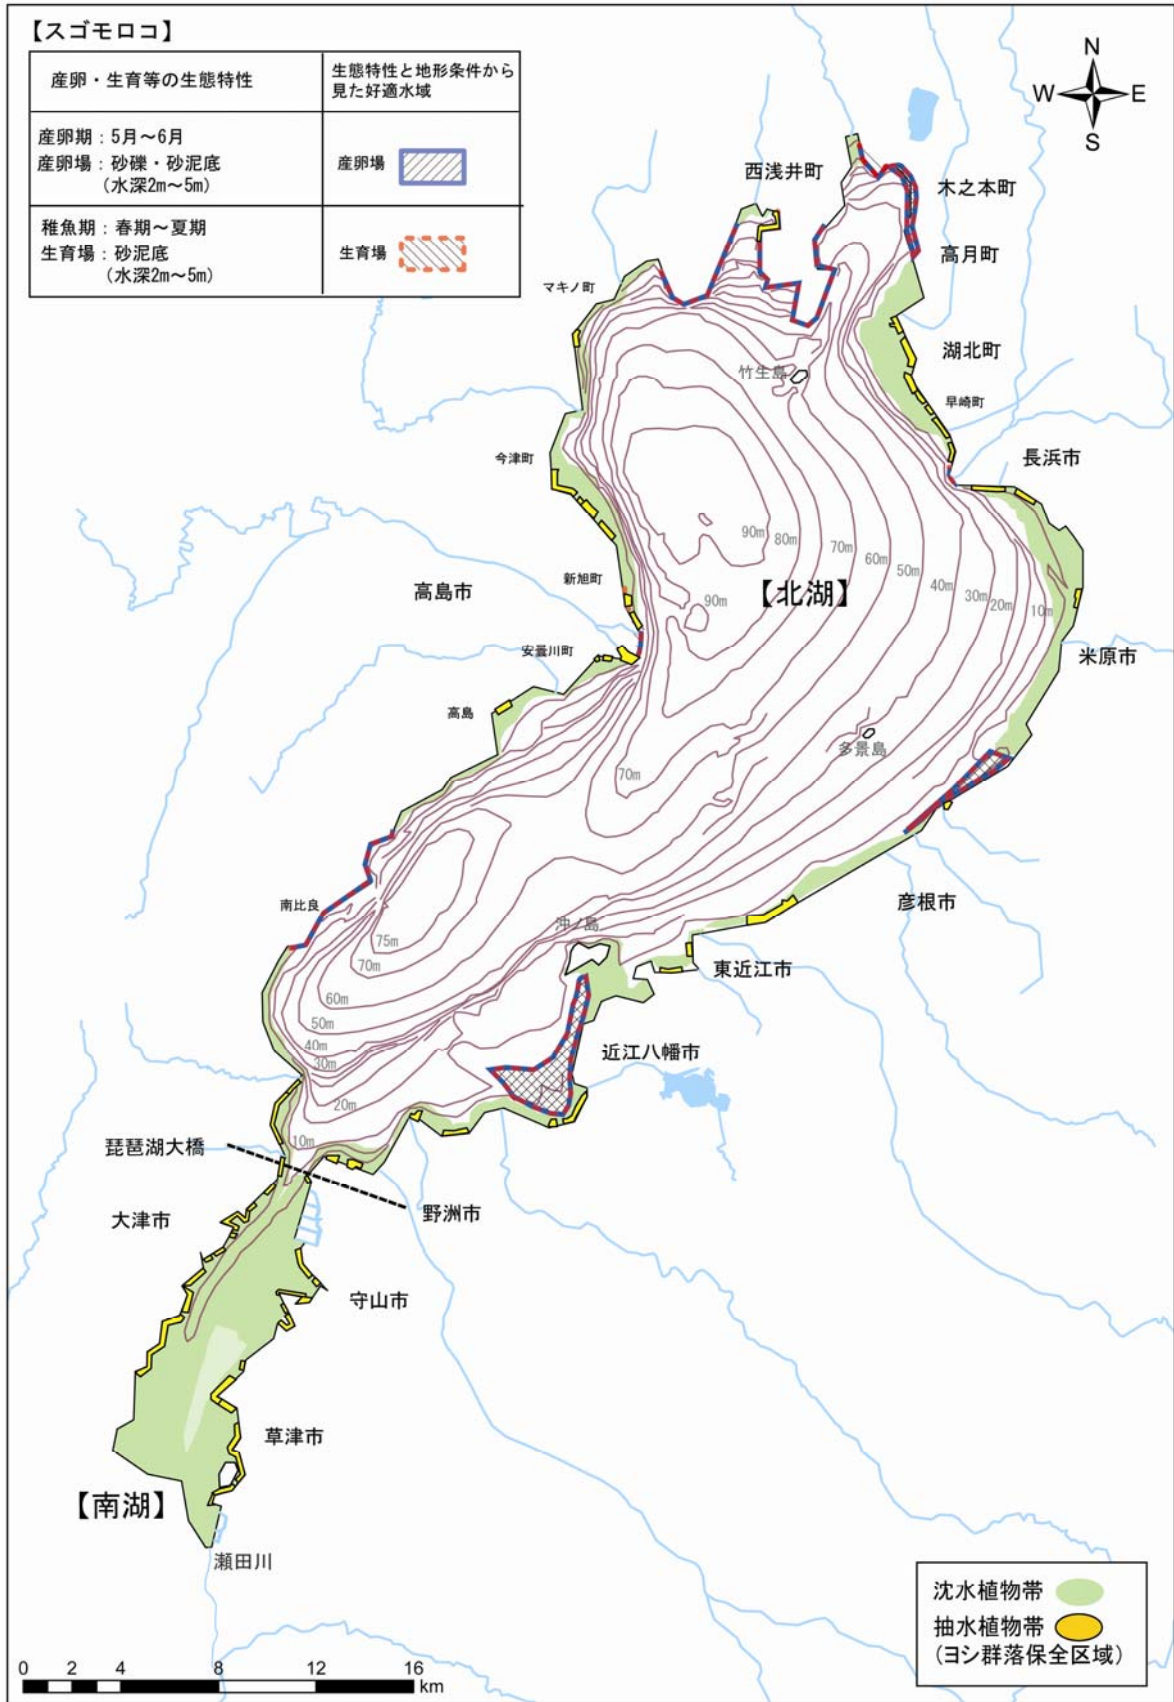 【スゴモロコ】
産卵・生育等の生態特性
生態特性と地形条件から
見た好適水域
産卵期：5月～6月
産卵場：砂礫・砂泥底
(水深2m～5m)
産卵場
稚魚期：春期～夏期
生育場：砂泥底
(水深2m～5m)
生育場
N
W
E
S
西浅井町
木之本町
高月町
マキノ町
湖北町
竹生島
早崎町
今津町
長浜市
90m
80m
70m
60m
50m
40m
30m
20m
10m
新旭町
高島市
90m
【北湖】
安曇川町
米原市
高島
多景島
70m
南比良
彦根市
沖ノ島
75m
70m
東近江市
60m
50m
40m
30m
近江八幡市
20m
10m
琵琶湖大橋
大津市
野洲市
守山市
草津市
【南湖】
瀬田川
沈水植物帯
抽水植物帯
(ヨシ群落保全区域)
0 2 4 8 12 16
km